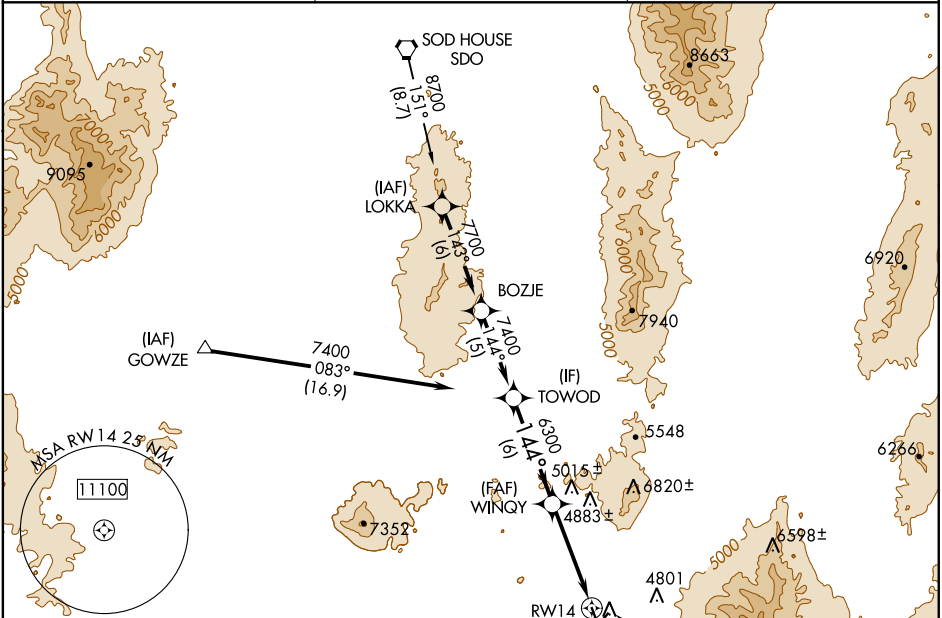 SOD HOUSE
SDO
8700
151°
(8.7)
8663
5000
6000
9095
6000
6000
5000
(IAF)
LOKKA
7700
143°
(6)
6000
6920
BOZJE
7940
5000
(IAF)
GOWZE
7400
083°
(16.9)
7400
144°
(5)
(IF)
TOWOD
6300
144°
(6)
5548
6266
MSA RW14 25 NM
11100
5015±
6820±
(FAF)
WINQY
4883±
7352
6598±
5000
4801
RW14